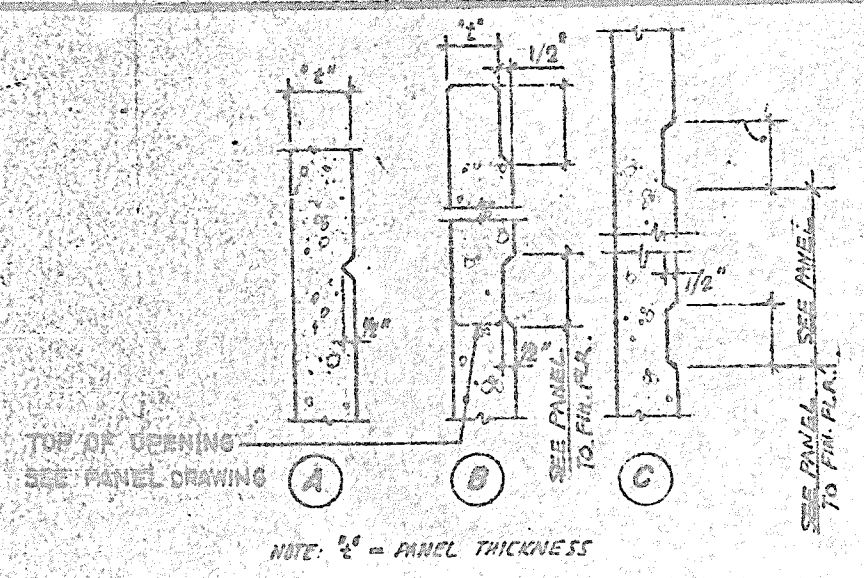 "t"
"t"
1/2"
1/2"
1/2"
1/2"
SEE PANEL
TO FIN. FLR.
SEE PANEL
SEE PANEL
TO FIN. FLR.
TOP OF OPENING
SEE PANEL DRAWING
A
B
C
NOTE: "t" = PANEL THICKNESS